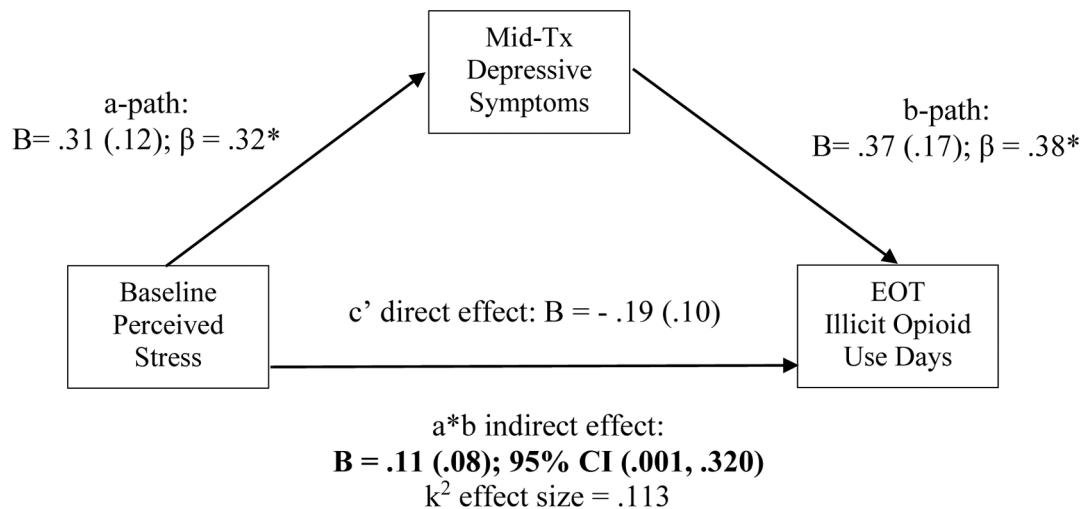 Mid-Tx
Depressive
Symptoms
a-path:
B= .31 (.12); β = .32*
b-path:
B= .37 (.17); β = .38*
Baseline
Perceived
Stress
c’ direct effect: B = - .19 (.10)
EOT
Illicit Opioid
Use Days
a*b indirect effect:
B = .11 (.08); 95% CI (.001, .320)
k² effect size = .113